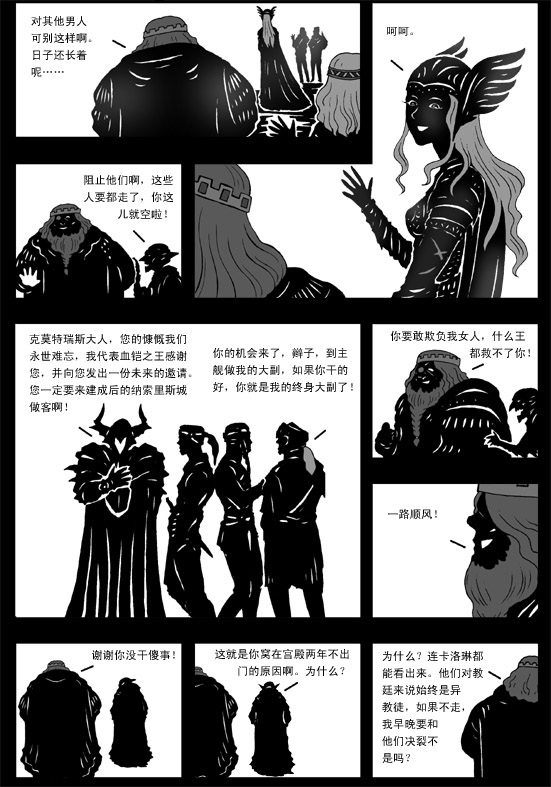 对其他男人
可别这样啊。
日子还长着
呢……
呵呵。
阻止他们啊，这些
人要都走了，你这
儿就空啦！
克莫特瑞斯大人，您的慷慨我们
永世难忘，我代表血铠之王感谢
您，并向您发出一份未来的邀请。
您一定要来建成后的纳索里斯城
做客啊！
你的机会来了，辫子，到主
舰做我的大副，如果你干的
好，你就是我的终身大副了！
你要敢欺负我女人，什么王
都救不了你！
一路顺风！
谢谢你没干傻事！
这就是你窝在宫殿两年不出
门的原因啊。为什么？
为什么？连卡洛琳都
能看出来。他们对教
廷来说始终是异
教徒，如果不走，
我早晚要和
他们决裂不
是吗？